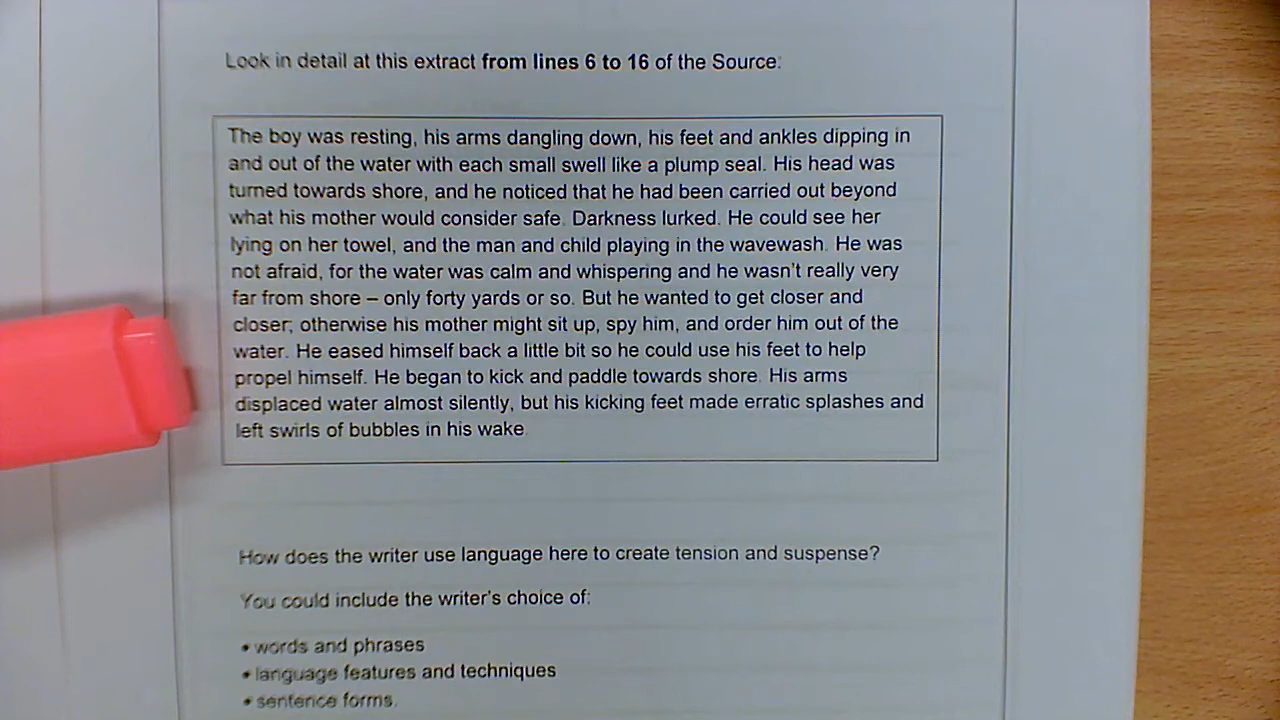 Look in detail at this extract from lines 6 to 16 of the Source:
The boy was resting, his arms dangling down, his feet and ankles dipping in
and out of the water with each small swell like a plump seal. His head was
turned towards shore, and he noticed that he had been carried out beyond
what his mother would consider safe. Darkness lurked. He could see her
lying on her towel, and the man and child playing in the wavewash. He was
not afraid, for the water was calm and whispering and he wasn't really very
far from shore – only forty yards or so. But he wanted to get closer and
closer; otherwise his mother might sit up, spy him, and order him out of the
water. He eased himself back a little bit so he could use his feet to help
propel himself. He began to kick and paddle towards shore. His arms
displaced water almost silently, but his kicking feet made erratic splashes and
left swirls of bubbles in his wake.
How does the writer use language here to create tension and suspense?
You could include the writer's choice of:
• words and phrases
• language features and techniques
• sentence forms.